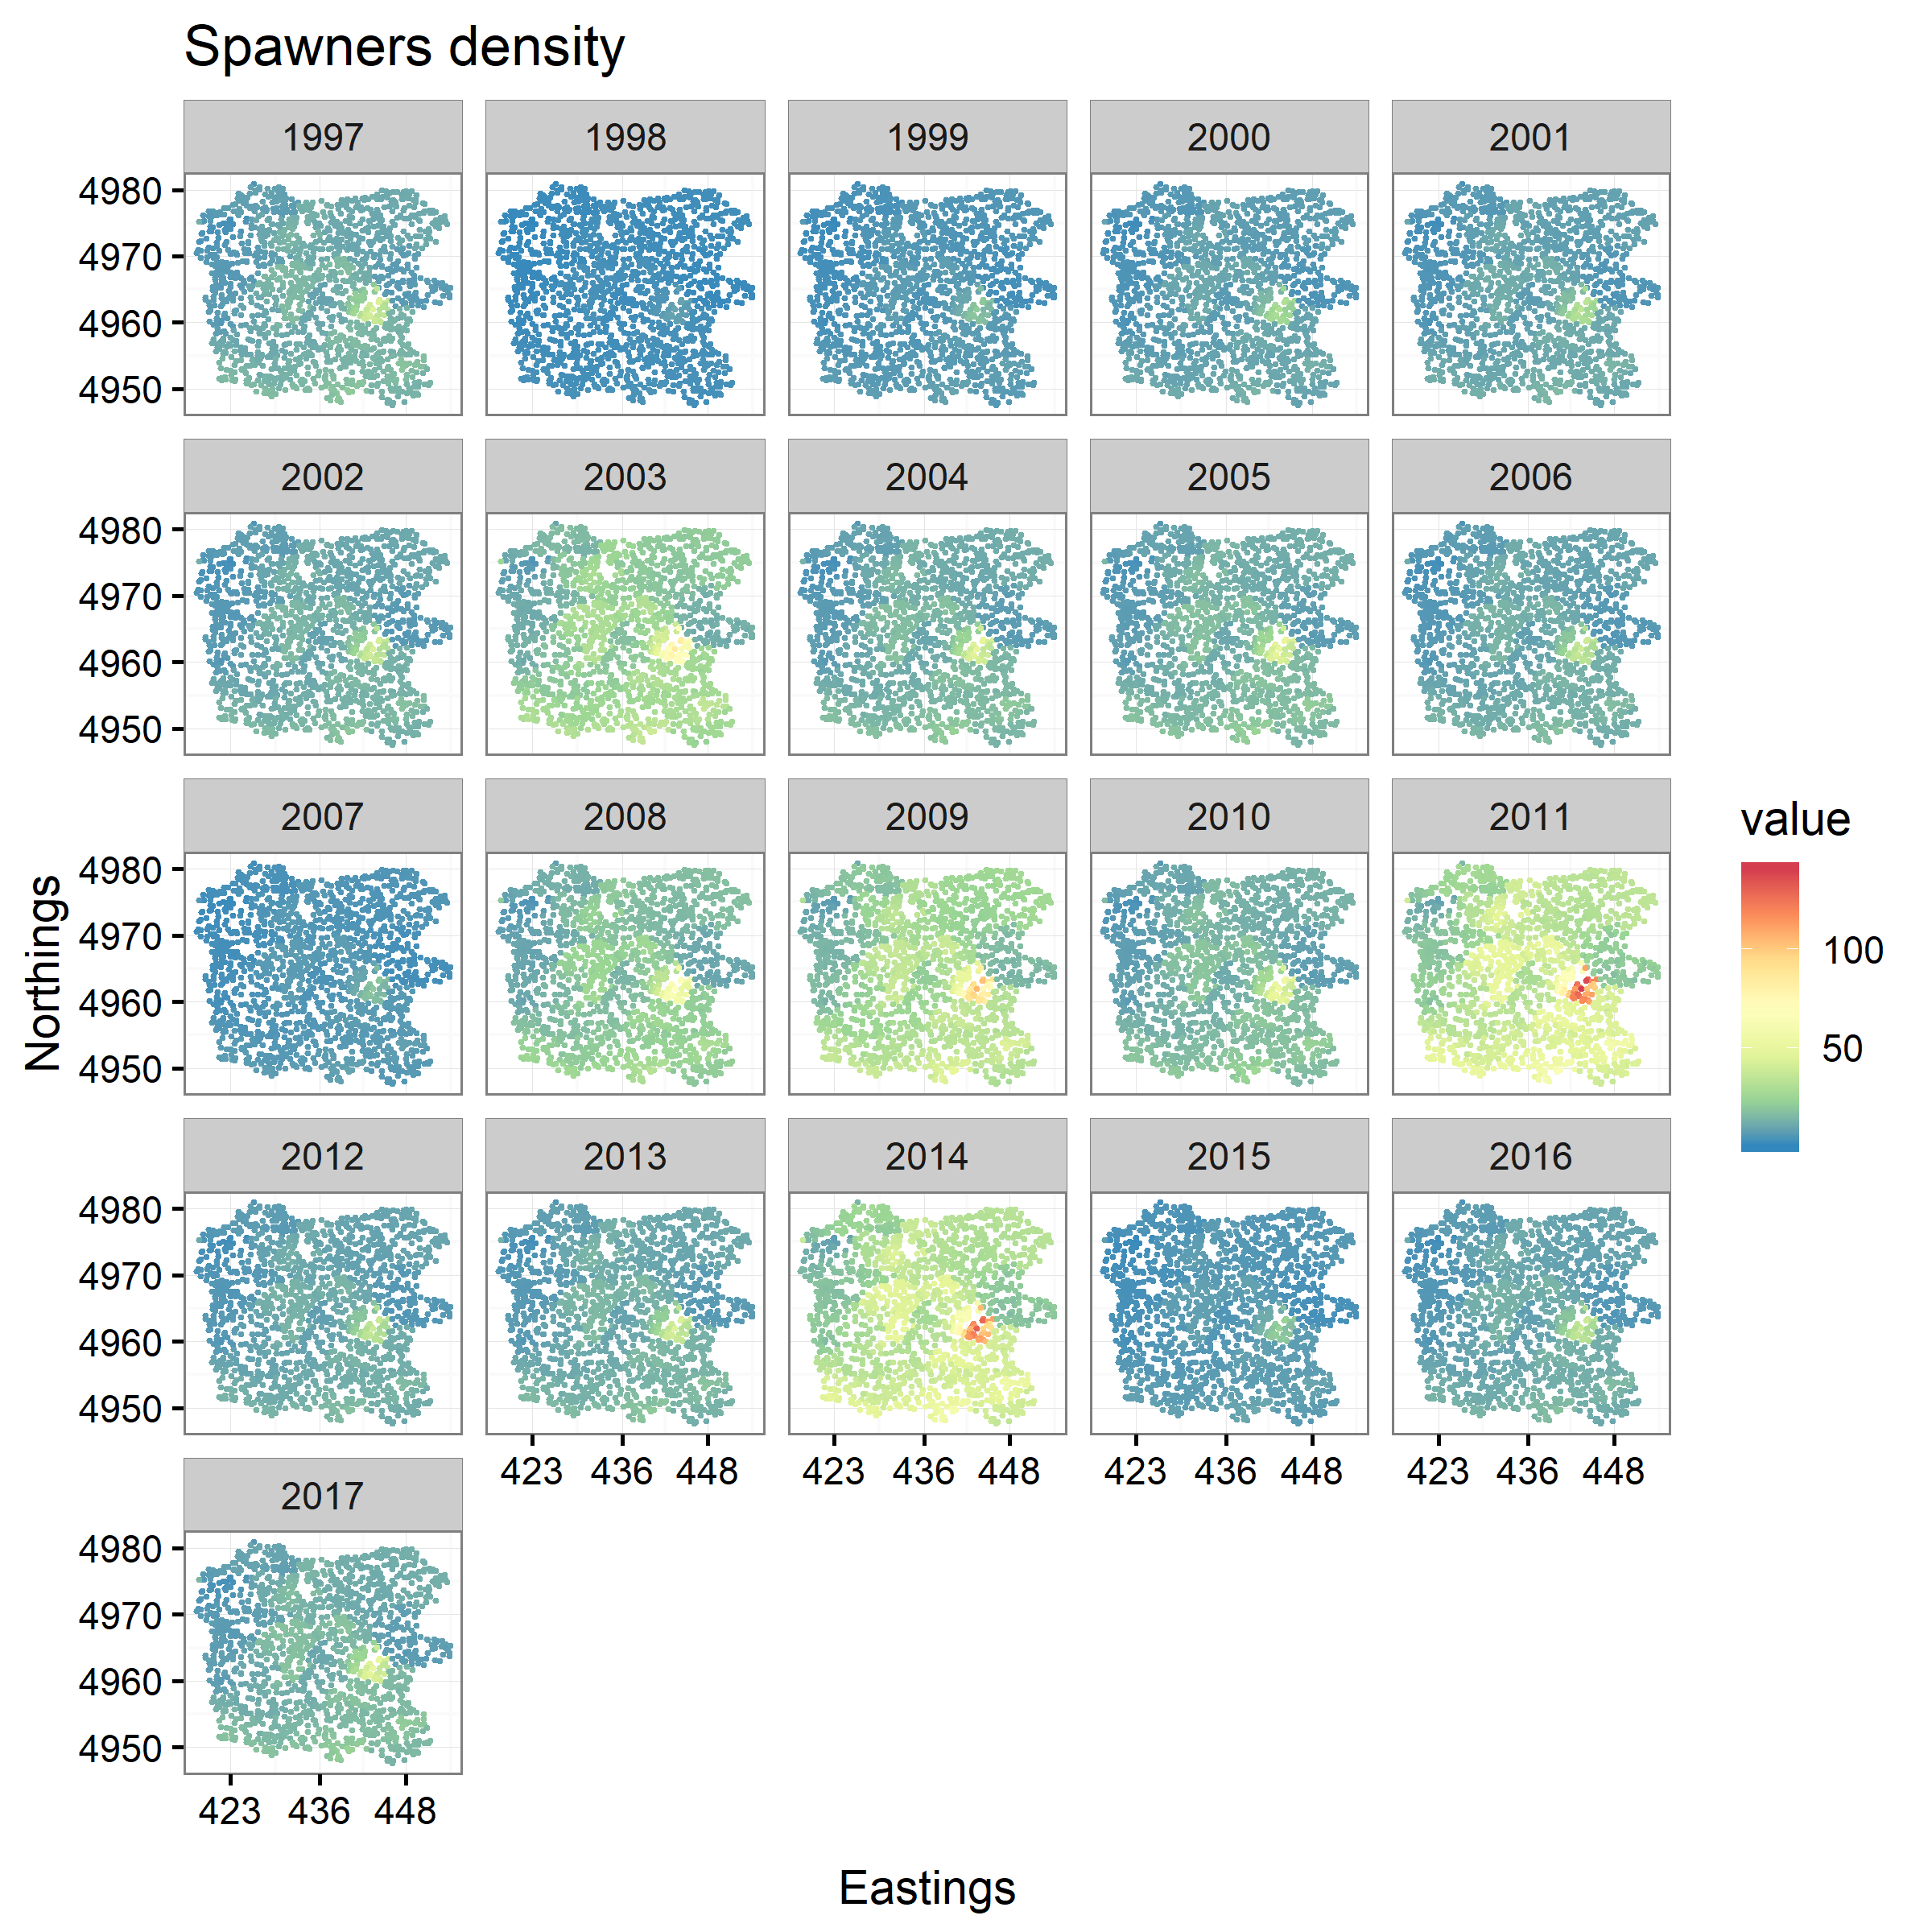 Spawners density
1997 1998 1999 2000 2001
4980
4970
4960
4950
2002 2003 2004 2005 2006
4980
4970
4960
4950
2007 2008 2009 2010 2011
4980
4970
4960
4950
2012 2013 2014 2015 2016
4980
4970
4960
4950
423 436 448 423 436 448 423 436 448 423 436 448
2017
4980
4970
4960
4950
423 436 448
Eastings
Northings
value
100
50